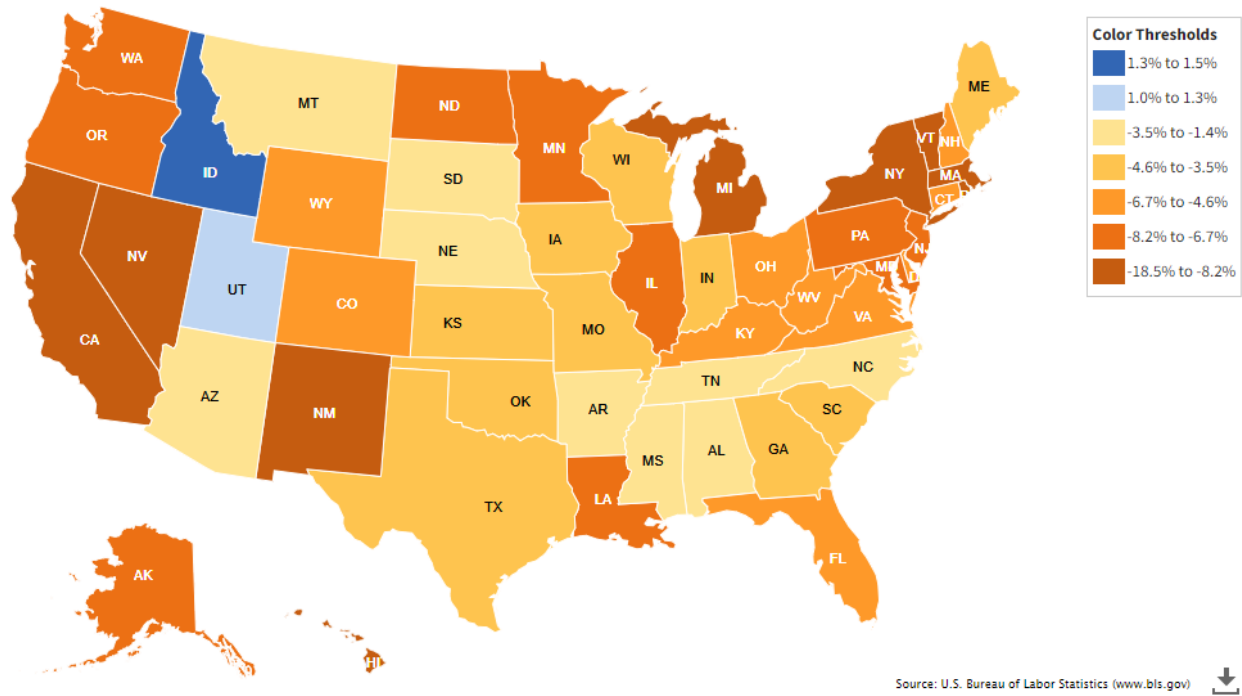 Color Thresholds
1.3% to 1.5%
1.0% to 1.3%
-3.5% to -1.4%
-4.6% to -3.5%
-6.7% to -4.6%
-8.2% to -6.7%
-18.5% to -8.2%
WA
MT
ND
MN
ME
OR
ID
SD
WI
MI
NY
VT
NH
MA
CT
WY
NE
IA
PA
NV
UT
CO
IL
IN
OH
WV
VA
CA
KS
MO
KY
AZ
NM
OK
AR
TN
NC
SC
MS
AL
GA
TX
LA
FL
AK
HI
Source: U.S. Bureau of Labor Statistics (www.bls.gov)